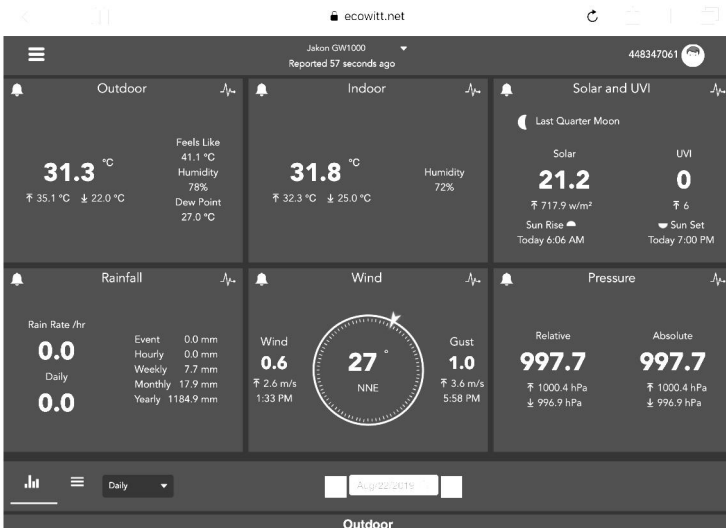 ecowitt.net
Jakon GW1000
Reported 57 seconds ago
448347061
Outdoor
31.3 °C
35.1 °C 22.0 °C
Feels Like
41.1 °C
Humidity
78%
Dew Point
27.0 °C
Indoor
31.8 °C
32.3 °C 25.0 °C
Humidity
72%
Solar and UVI
Last Quarter Moon
Solar
21.2
717.9 w/m²
Sun Rise
Today 6:06 AM
UVI
0
6
Sun Set
Today 7:00 PM
Rainfall
Rain Rate /hr
0.0
Daily
0.0
Event 0.0 mm
Hourly 0.0 mm
Weekly 7.7 mm
Monthly 17.9 mm
Yearly 1184.9 mm
Wind
Wind
0.6
2.6 m/s
1:33 PM
27 °
NNE
Gust
1.0
3.6 m/s
5:58 PM
Pressure
Relative
997.7
1000.4 hPa
996.9 hPa
Absolute
997.7
1000.4 hPa
996.9 hPa
Daily
Aug/22/2019
Outdoor